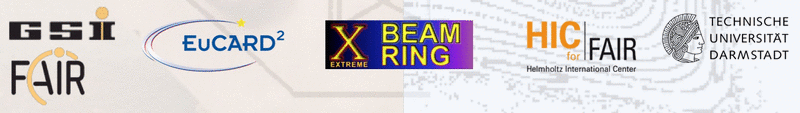 GSI
FAIR
EuCARD²
X
EXTREME
BEAM
RING
HIC
for
FAIR
Helmholtz International Center
TECHNISCHE
UNIVERSITÄT
DARMSTADT